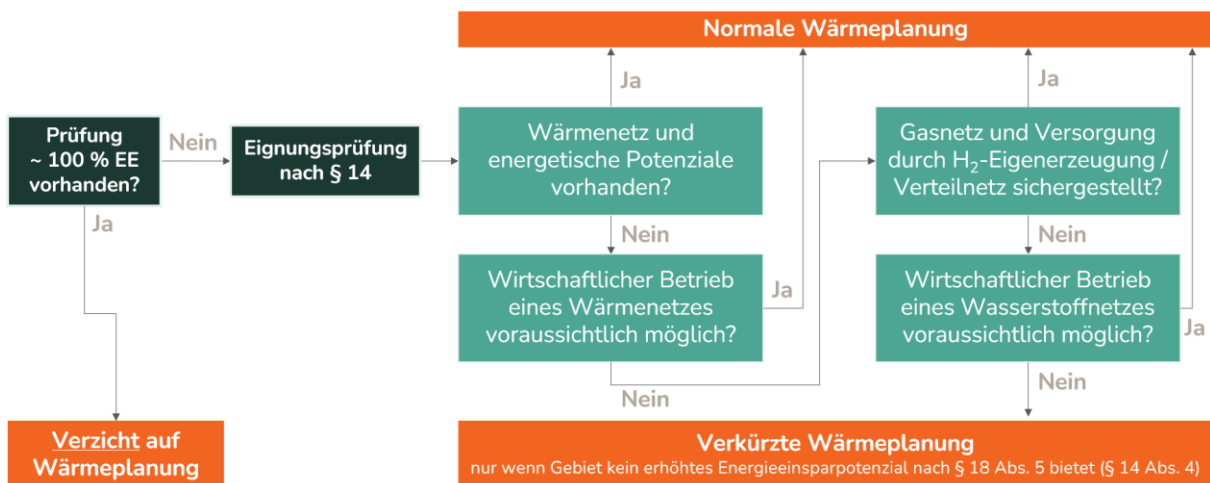 Normale Wärmeplanung
Ja
Ja
Prüfung
~ 100 % EE
vorhanden?
Nein
Eignungsprüfung
nach § 14
Wärmenetz und
energetische Potenziale
vorhanden?
Gasnetz und Versorgung
durch H₂-Eigenerzeugung /
Verteilnetz sichergestellt?
Ja
Nein
Nein
Wirtschaftlicher Betrieb
eines Wärmenetzes
voraussichtlich möglich?
Ja
Wirtschaftlicher Betrieb
eines Wasserstoffnetzes
voraussichtlich möglich?
Ja
Nein
Nein
Verzicht auf
Wärmeplanung
Verkürzte Wärmeplanung
nur wenn Gebiet kein erhöhtes Energieeinsparpotenzial nach § 18 Abs. 5 bietet (§ 14 Abs. 4)